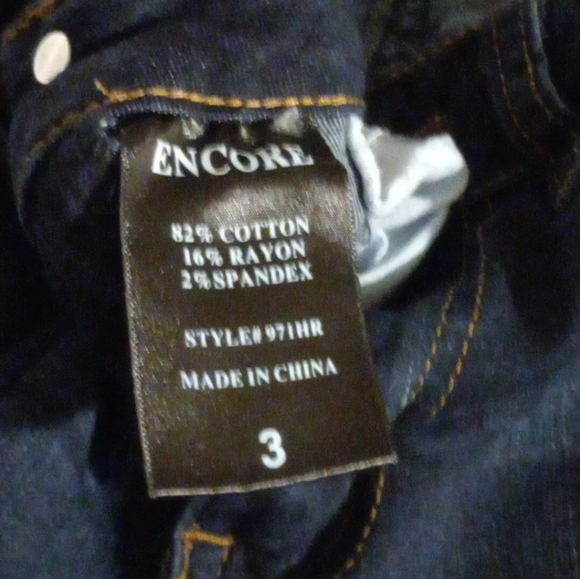 ENCORE
82% COTTON
16% RAYON
2%SPANDEX
STYLE# 971HR
MADE IN CHINA
3